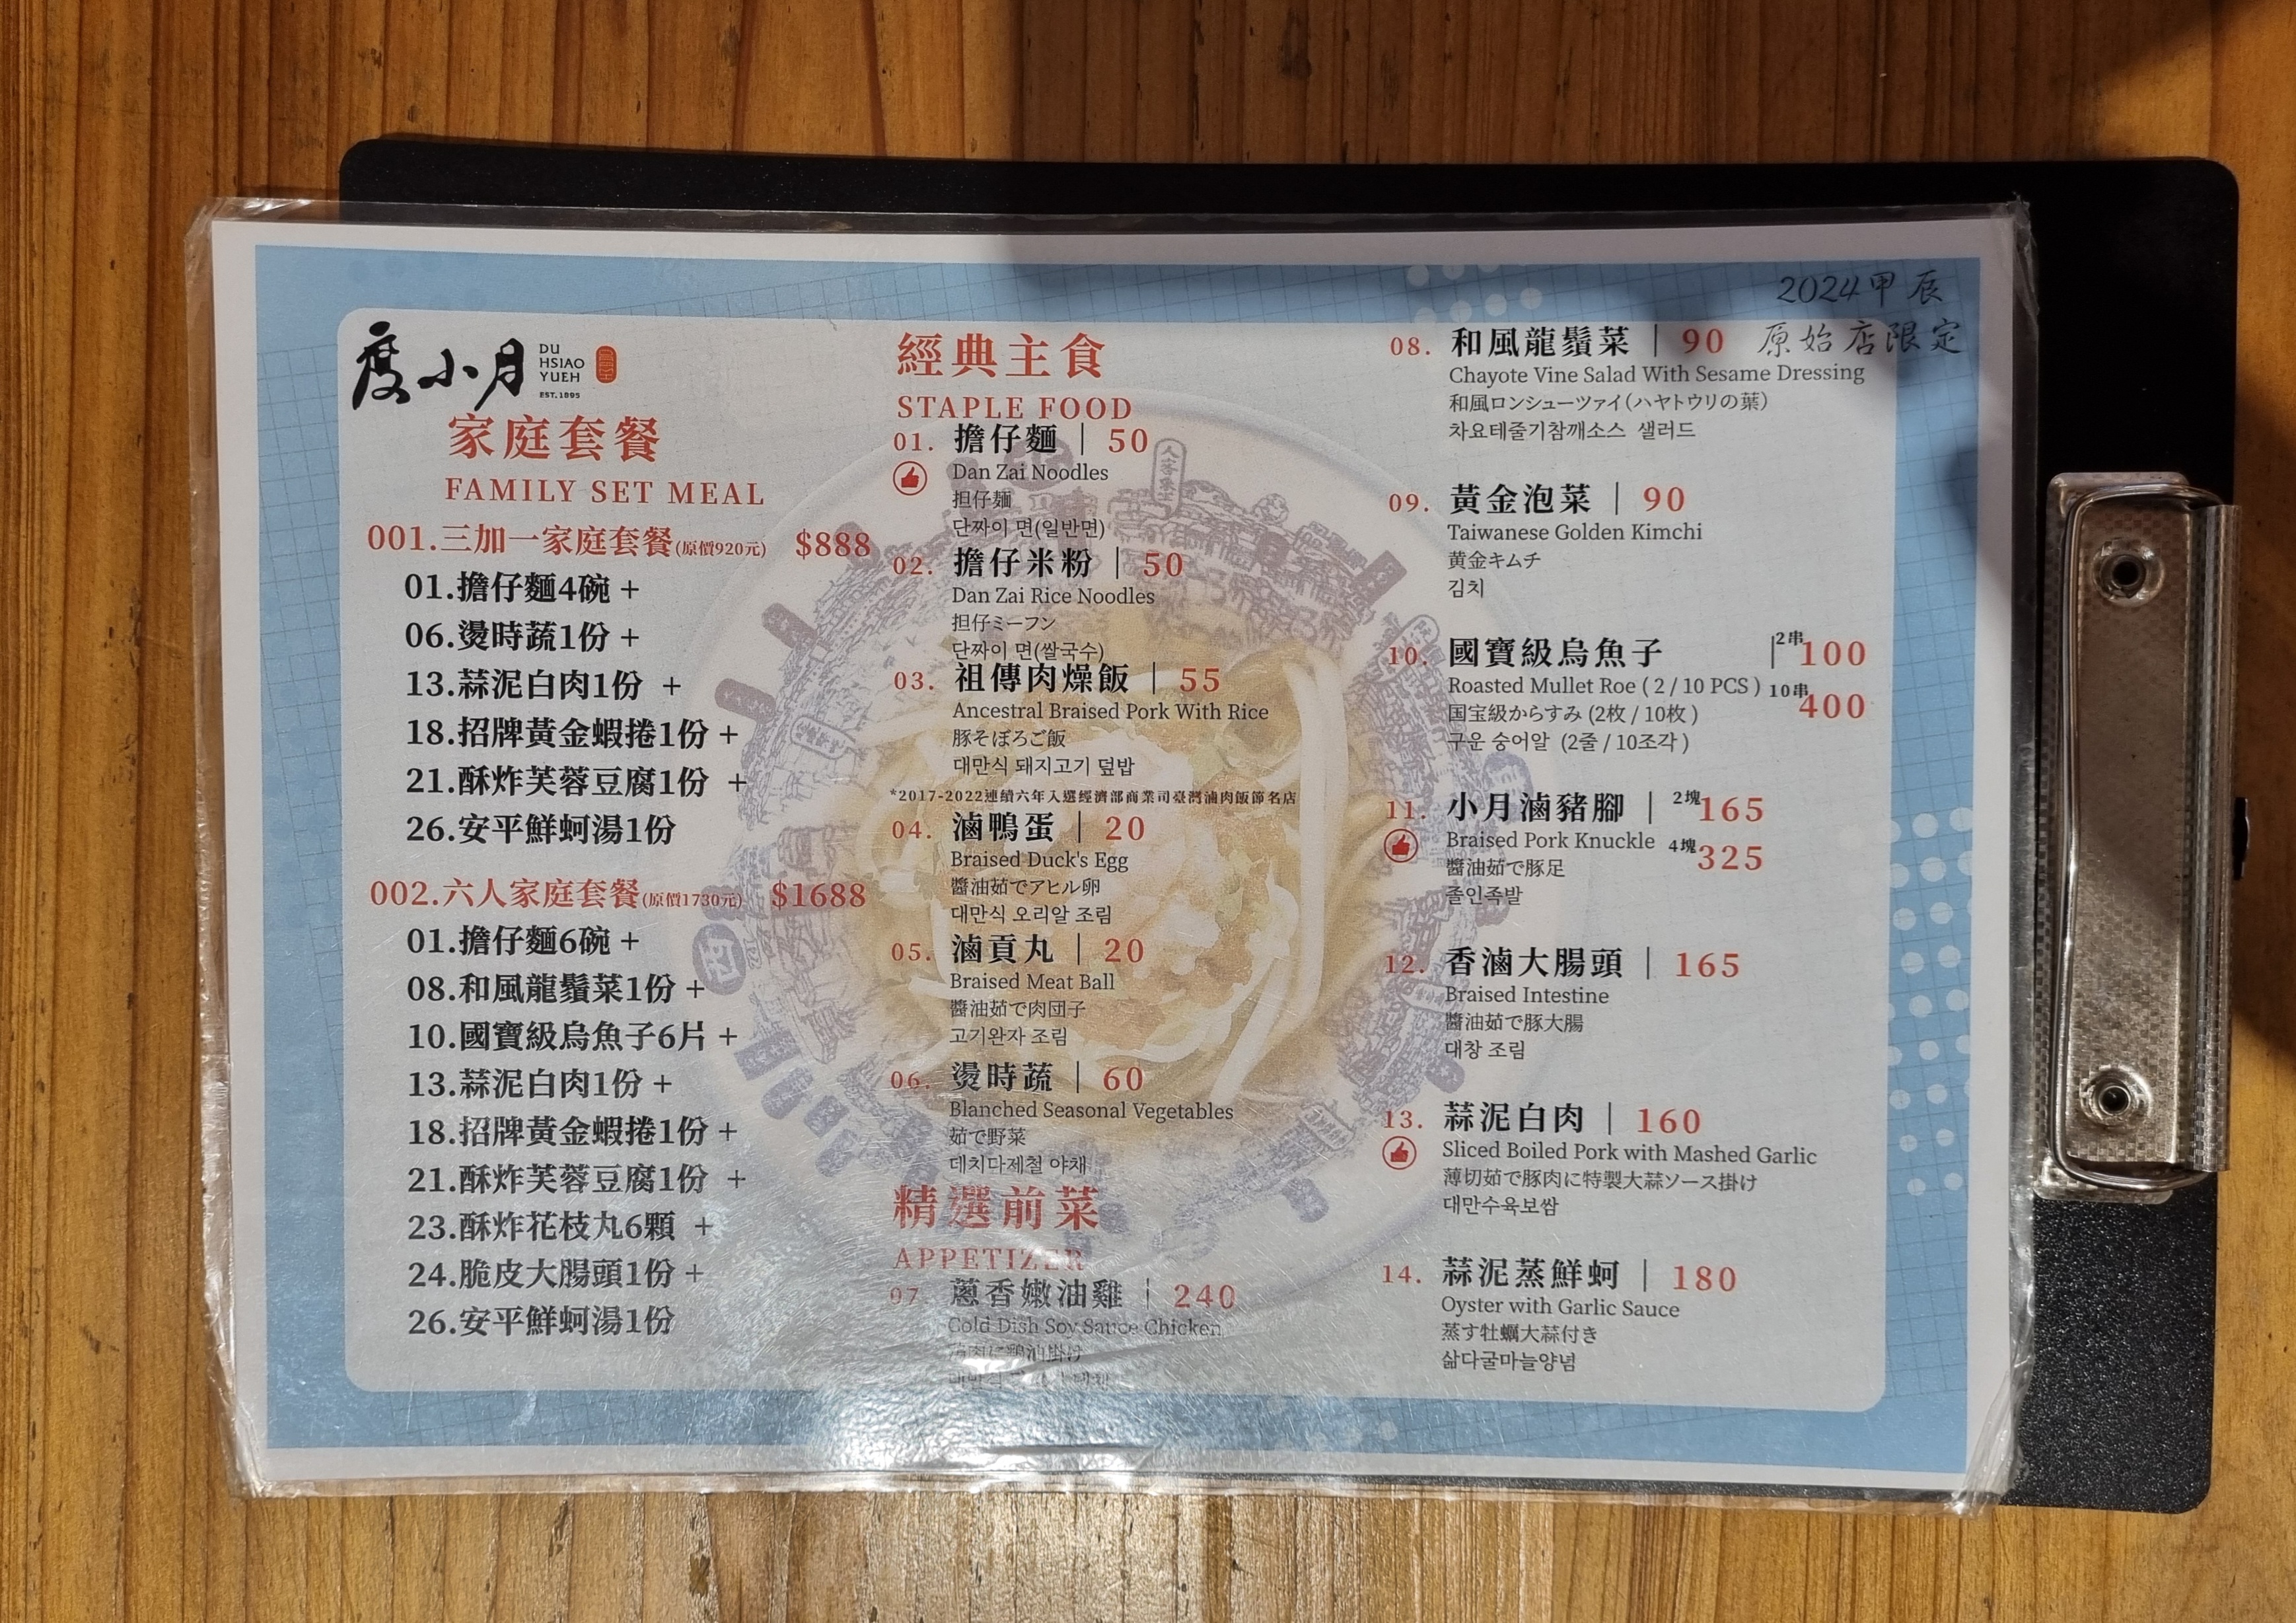 度小月
DU
HSIAO
YUEH
EST. 1895
家庭套餐
FAMILY SET MEAL
001.三加一家庭套餐(原價920元) $888
01.擔仔麵4碗 +
06.燙時蔬1份 +
13.蒜泥白肉1份 +
18.招牌黃金蝦捲1份 +
21.酥炸芙蓉豆腐1份 +
26.安平鮮蚵湯1份
002.六人家庭套餐(原價1730元) $1688
01.擔仔麵6碗 +
08.和風龍鬚菜1份 +
10.國寶級烏魚子6片 +
13.蒜泥白肉1份 +
18.招牌黃金蝦捲1份 +
21.酥炸芙蓉豆腐1份 +
23.酥炸花枝丸6顆 +
24.脆皮大腸頭1份 +
26.安平鮮蚵湯1份
經典主食
STAPLE FOOD
01. 擔仔麵 | 50
Dan Zai Noodles
担仔麺
단짜이 면(일반면)
02. 擔仔米粉 | 50
Dan Zai Rice Noodles
担仔ミーフン
단짜이 면(쌀국수)
03. 祖傳肉燥飯 | 55
Ancestral Braised Pork With Rice
豚そぼろご飯
대만식 돼지고기 덮밥
*2017-2022連續六年入選經濟部商業司臺灣滷肉飯節名店
04. 滷鴨蛋 | 20
Braised Duck's Egg
醬油茹でアヒル卵
대만식 오리알 조림
05. 滷貢丸 | 20
Braised Meat Ball
醬油茹で肉団子
고기완자 조림
06. 燙時蔬 | 60
Blanched Seasonal Vegetables
茹で野菜
데치다제철 야채
精選前菜
APPETIZER
07. 蔥香嫩油雞 | 240
Cold Dish Soy Sauce Chicken
2024甲辰
原始店限定
08. 和風龍鬚菜 | 90
Chayote Vine Salad With Sesame Dressing
和風ロンシューツァイ(ハヤトウリの葉)
차요테줄기참깨소스 샐러드
09. 黃金泡菜 | 90
Taiwanese Golden Kimchi
黄金キムチ
김치
10. 國寶級烏魚子 | 2串 100
Roasted Mullet Roe ( 2 / 10 PCS ) 10串 400
国宝級からすみ (2枚 / 10枚 )
구운 숭어알 (2줄 / 10조각 )
11. 小月滷豬腳 | 2塊 165
Braised Pork Knuckle 4塊 325
醬油茹で豚足
졸인족발
12. 香滷大腸頭 | 165
Braised Intestine
醬油茹で豚大腸
대창 조림
13. 蒜泥白肉 | 160
Sliced Boiled Pork with Mashed Garlic
薄切茹で豚肉に特製大蒜ソース掛け
대만수육보쌈
14. 蒜泥蒸鮮蚵 | 180
Oyster with Garlic Sauce
蒸す牡蠣大蒜付き
삶다굴마늘양념